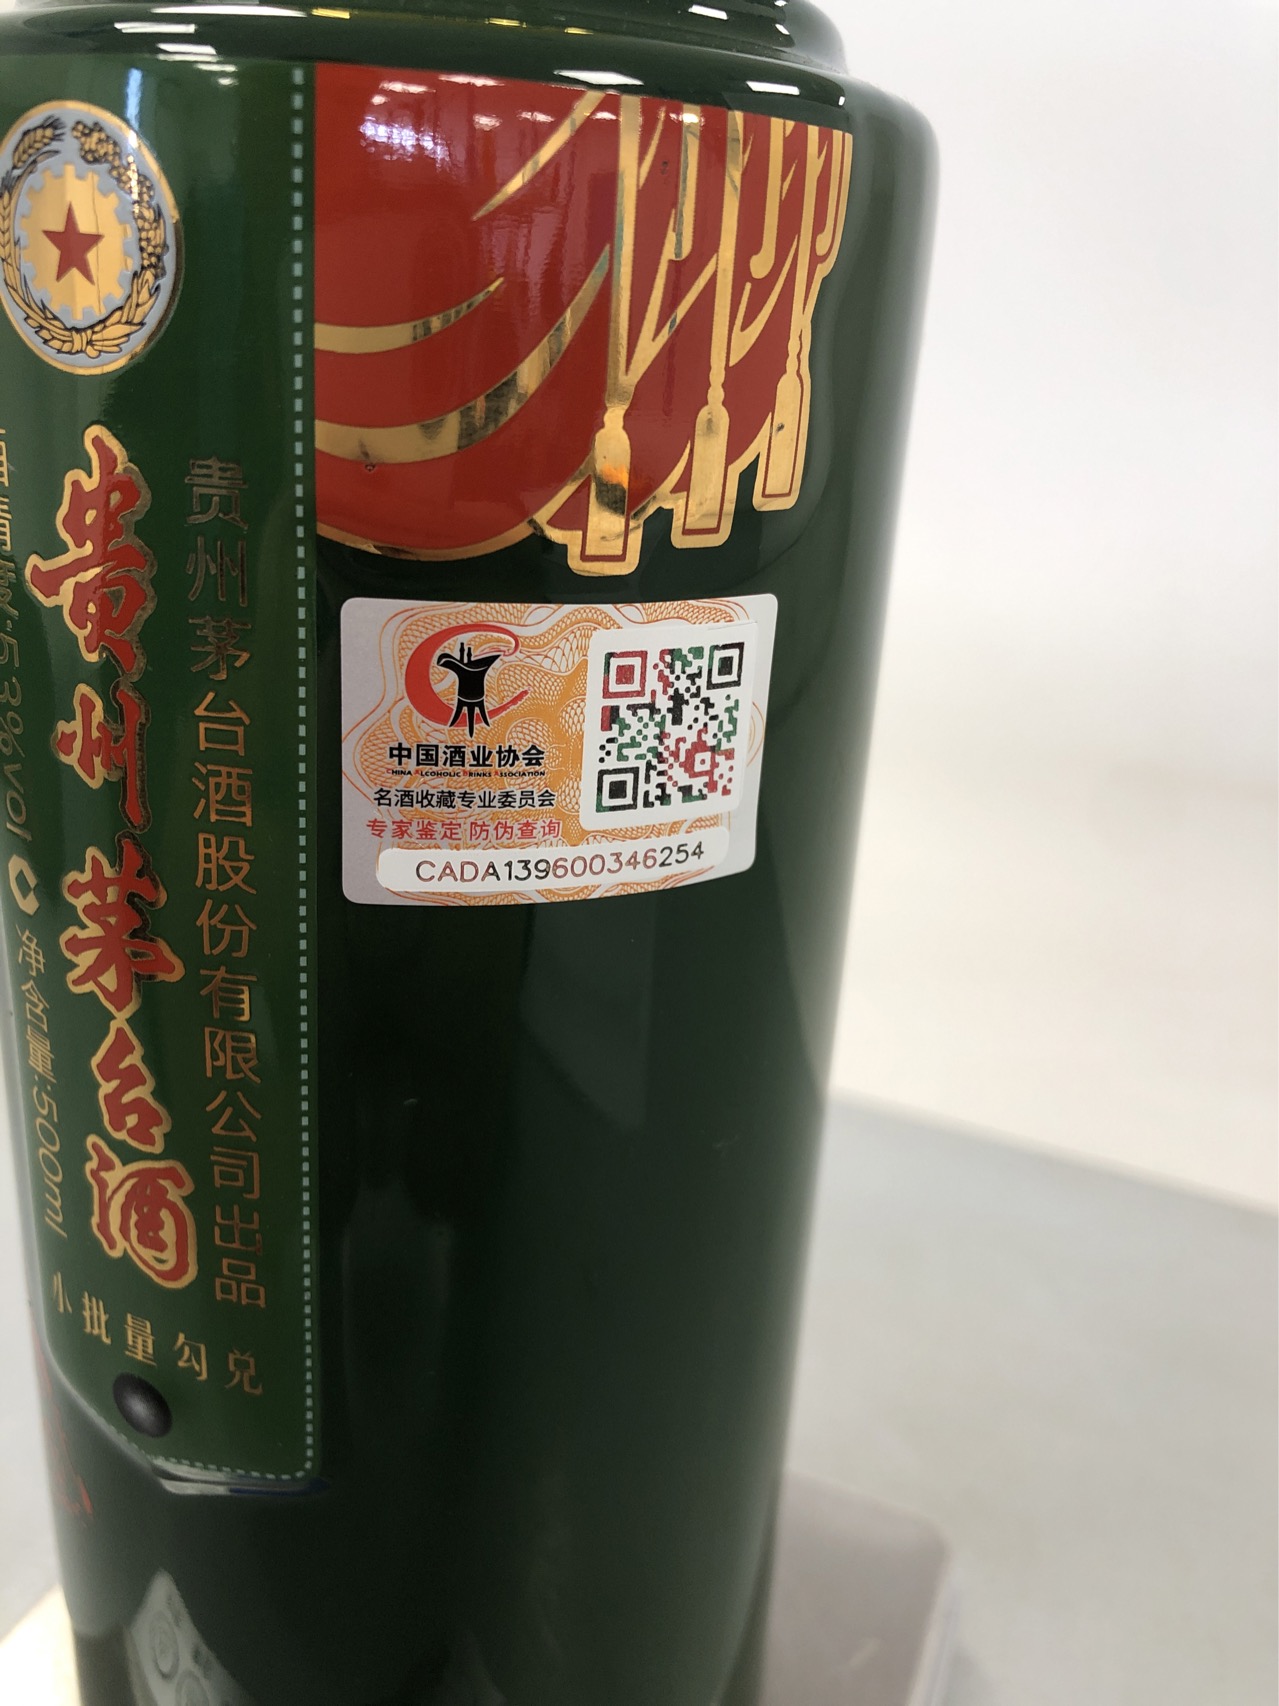 贵州茅台酒股份有限公司出品
贵州茅台酒
53%vol
净含量:500ml
小批量勾兑
中国酒业协会
CHINA ALCOHOLIC DRINKS ASSOCIATION
名酒收藏专业委员会
专家鉴定 防伪查询
CADA139600346254